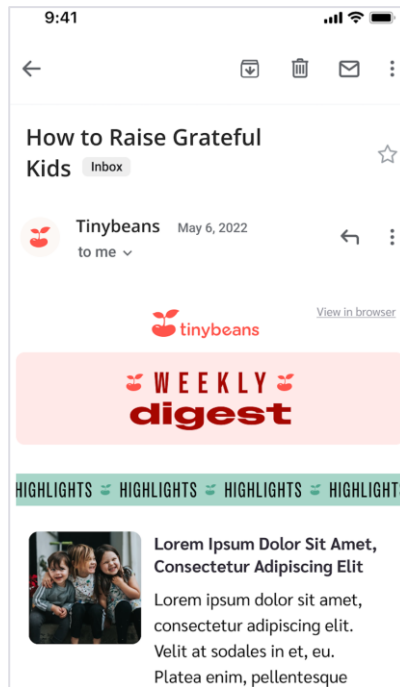 9:41
How to Raise Grateful
Kids Inbox
Tinybeans May 6, 2022
to me
View in browser
tinybeans
WEEKLY
digest
HIGHLIGHTS HIGHLIGHTS HIGHLIGHTS HIGHLIGHT
Lorem Ipsum Dolor Sit Amet,
Consectetur Adipiscing Elit
Lorem ipsum dolor sit amet,
consectetur adipiscing elit.
Velit at sodales in et, eu.
Platea enim, pellentesque